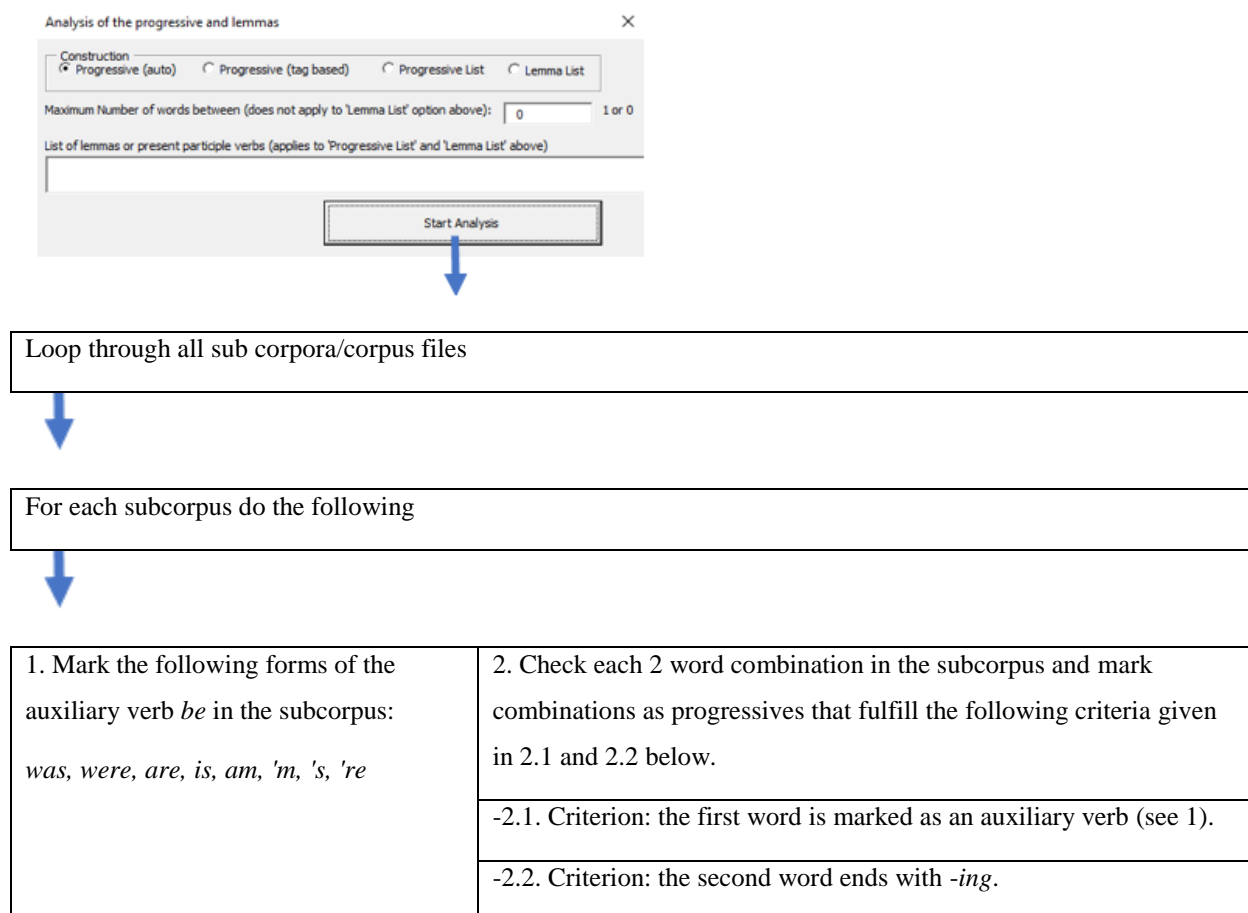 Analysis of the progressive and lemmas
Construction
Progressive (auto) Progressive (tag based) Progressive List Lemma List
Maximum Number of words between (does not apply to 'Lemma List' option above): 0 1 or 0
List of lemmas or present participle verbs (applies to 'Progressive List' and 'Lemma List' above)
Start Analysis
Loop through all sub corpora/corpus files
For each subcorpus do the following
1. Mark the following forms of the
auxiliary verb be in the subcorpus:
was, were, are, is, am, 'm, 's, 're
2. Check each 2 word combination in the subcorpus and mark
combinations as progressives that fulfill the following criteria given
in 2.1 and 2.2 below.
-2.1. Criterion: the first word is marked as an auxiliary verb (see 1).
-2.2. Criterion: the second word ends with -ing.